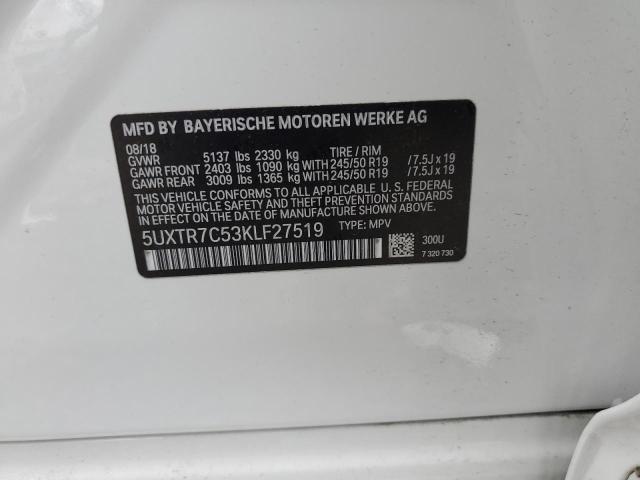 MFD BY BAYERISCHE MOTOREN WERKE AG
08/18
GVWR 5137 lbs 2330 kg TIRE / RIM
GAWR FRONT 2403 lbs 1090 kg WITH 245/50 R19 /7.5J x 19
GAWR REAR 3009 lbs 1365 kg WITH 245/50 R19 /7.5J x 19
THIS VEHICLE CONFORMS TO ALL APPLICABLE U. S. FEDERAL
MOTOR VEHICLE SAFETY AND THEFT PREVENTION STANDARDS
IN EFFECT ON THE DATE OF MANUFACTURE SHOWN ABOVE.
5UXTR7C53KLF27519 TYPE: MPV
300U
7 320 730